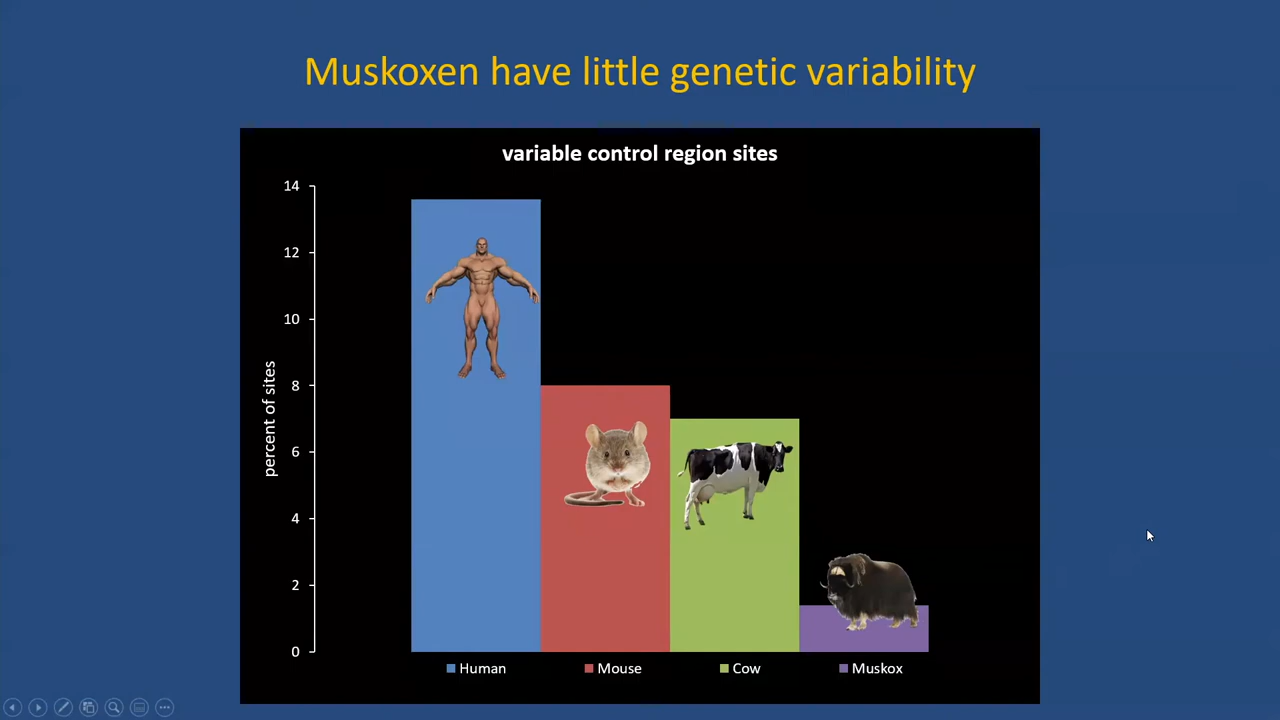 Muskoxen have little genetic variability
variable control region sites
14
12
10
8
6
4
2
0
percent of sites
Human
Mouse
Cow
Muskox